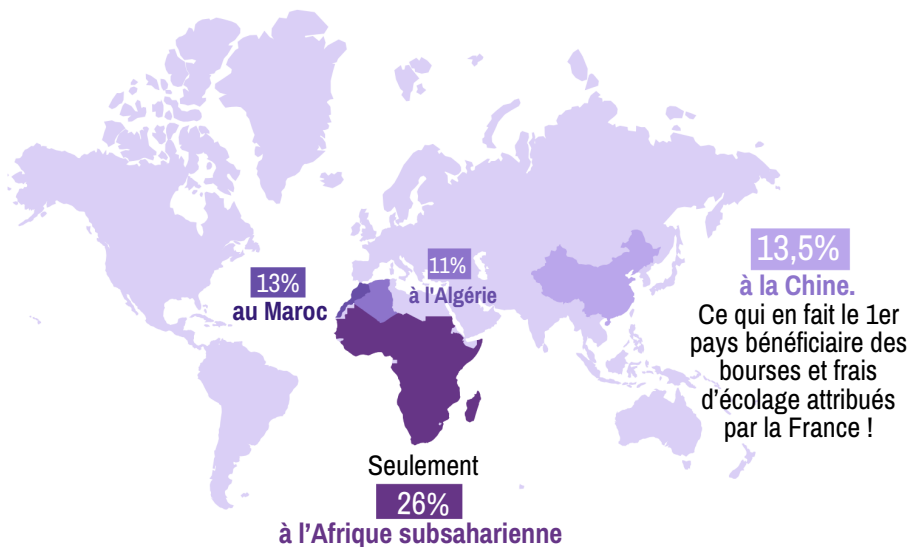 13%
au Maroc
11%
à l'Algérie
13,5%
à la Chine.
Ce qui en fait le 1er
pays bénéficiaire des
bourses et frais
d’écolage attribués
par la France !
Seulement
26%
à l’Afrique subsaharienne